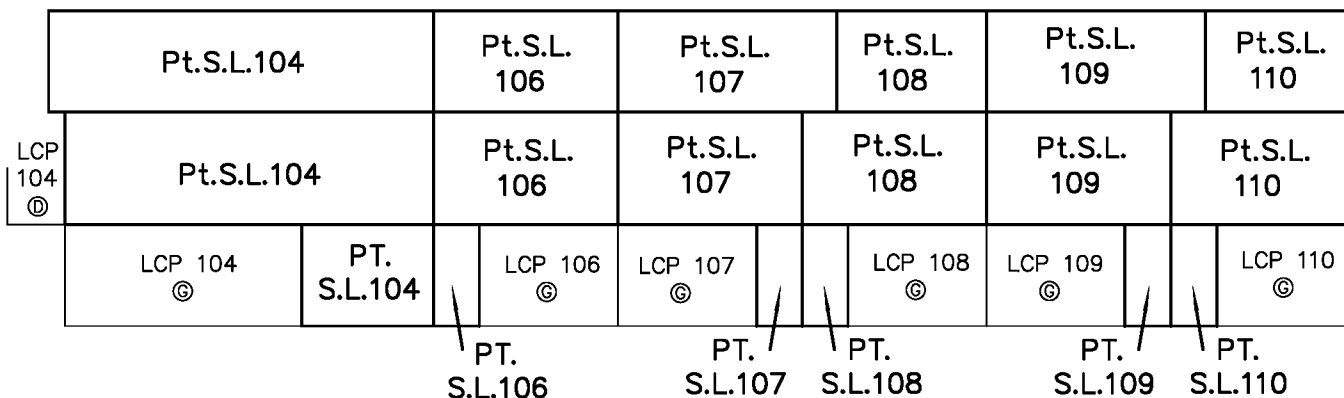 Pt.S.L.104
Pt.S.L.
106
Pt.S.L.
107
Pt.S.L.
108
Pt.S.L.
109
Pt.S.L.
110
LCP
104
Ⓓ
Pt.S.L.104
Pt.S.L.
106
Pt.S.L.
107
Pt.S.L.
108
Pt.S.L.
109
Pt.S.L.
110
LCP 104
Ⓖ
PT.
S.L.104
LCP 106
Ⓖ
LCP 107
Ⓖ
LCP 108
Ⓖ
LCP 109
Ⓖ
LCP 110
Ⓖ
PT.
S.L.106
PT.
S.L.107
PT.
S.L.108
PT.
S.L.109
PT.
S.L.110